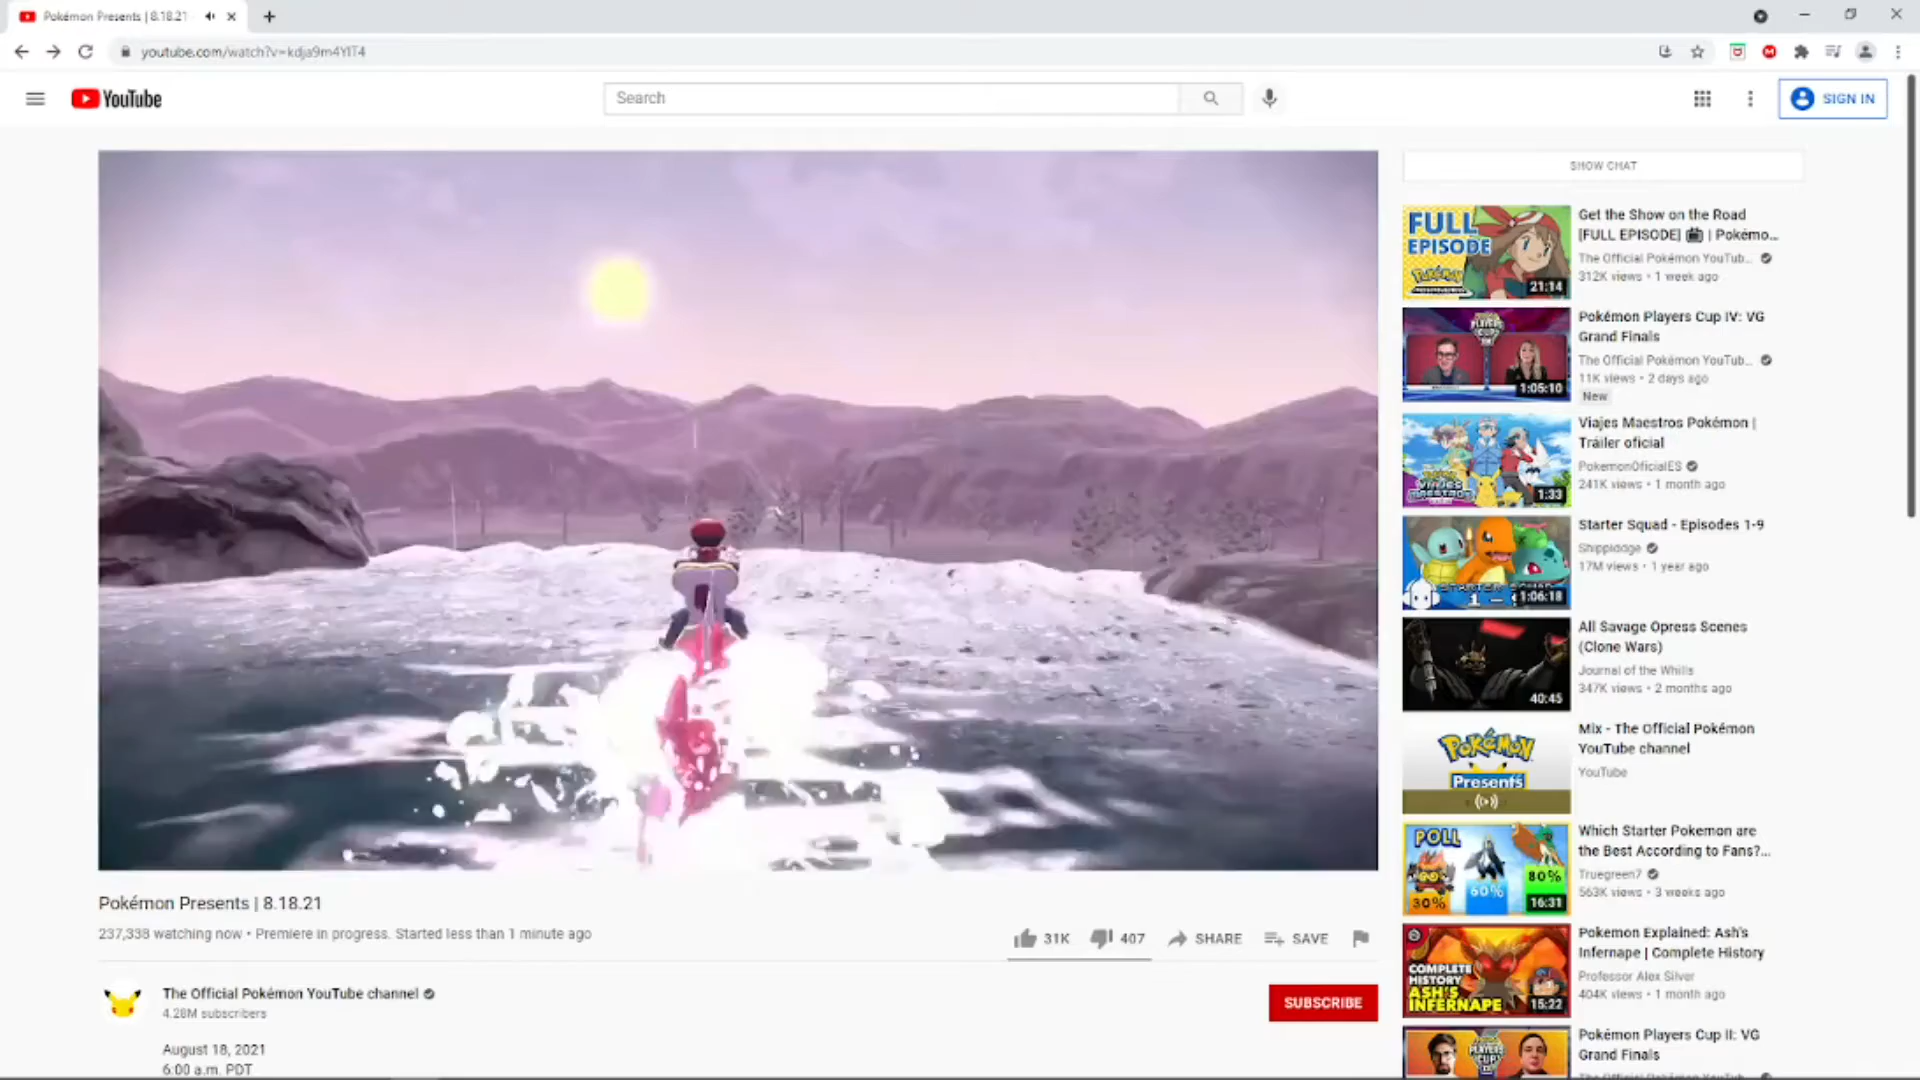 Pokémon Presents | 8.18.21
youtube.com/watch?v=kdja9m4YlT4
YouTube
Search
SIGN IN
SHOW CHAT
FULL
EPISODE
21:14
Get the Show on the Road
[FULL EPISODE] | Pokémo...
The Official Pokémon YouTub...
312K views • 1 week ago
PLAYERS
CUP
1:05:10
Pokémon Players Cup IV: VG
Grand Finals
The Official Pokémon YouTub...
11K views • 2 days ago
New
VIAJES
MAESTROS
1:33
Viajes Maestros Pokémon |
Tráiler oficial
PokemonOficialES
241K views • 1 month ago
1:06:18
Starter Squad - Episodes 1-9
Shippiddge
17M views • 1 year ago
40:45
All Savage Opress Scenes
(Clone Wars)
Journal of the Whills
347K views • 2 months ago
POKÉMON
Presents
Mix - The Official Pokémon
YouTube channel
YouTube
POLL
30%
60%
80%
16:31
Which Starter Pokemon are
the Best According to Fans?...
Truegreen7
563K views • 3 weeks ago
COMPLETE
HISTORY
ASH'S
INFERNAPE
15:22
Pokemon Explained: Ash's
Infernape | Complete History
Professor Alex Silver
404K views • 1 month ago
Pokémon Players Cup II: VG
Grand Finals
Pokémon Presents | 8.18.21
237,338 watching now • Premiere in progress. Started less than 1 minute ago
31K
407
SHARE
SAVE
The Official Pokémon YouTube channel
4.28M subscribers
SUBSCRIBE
August 18, 2021
6:00 a.m. PDT